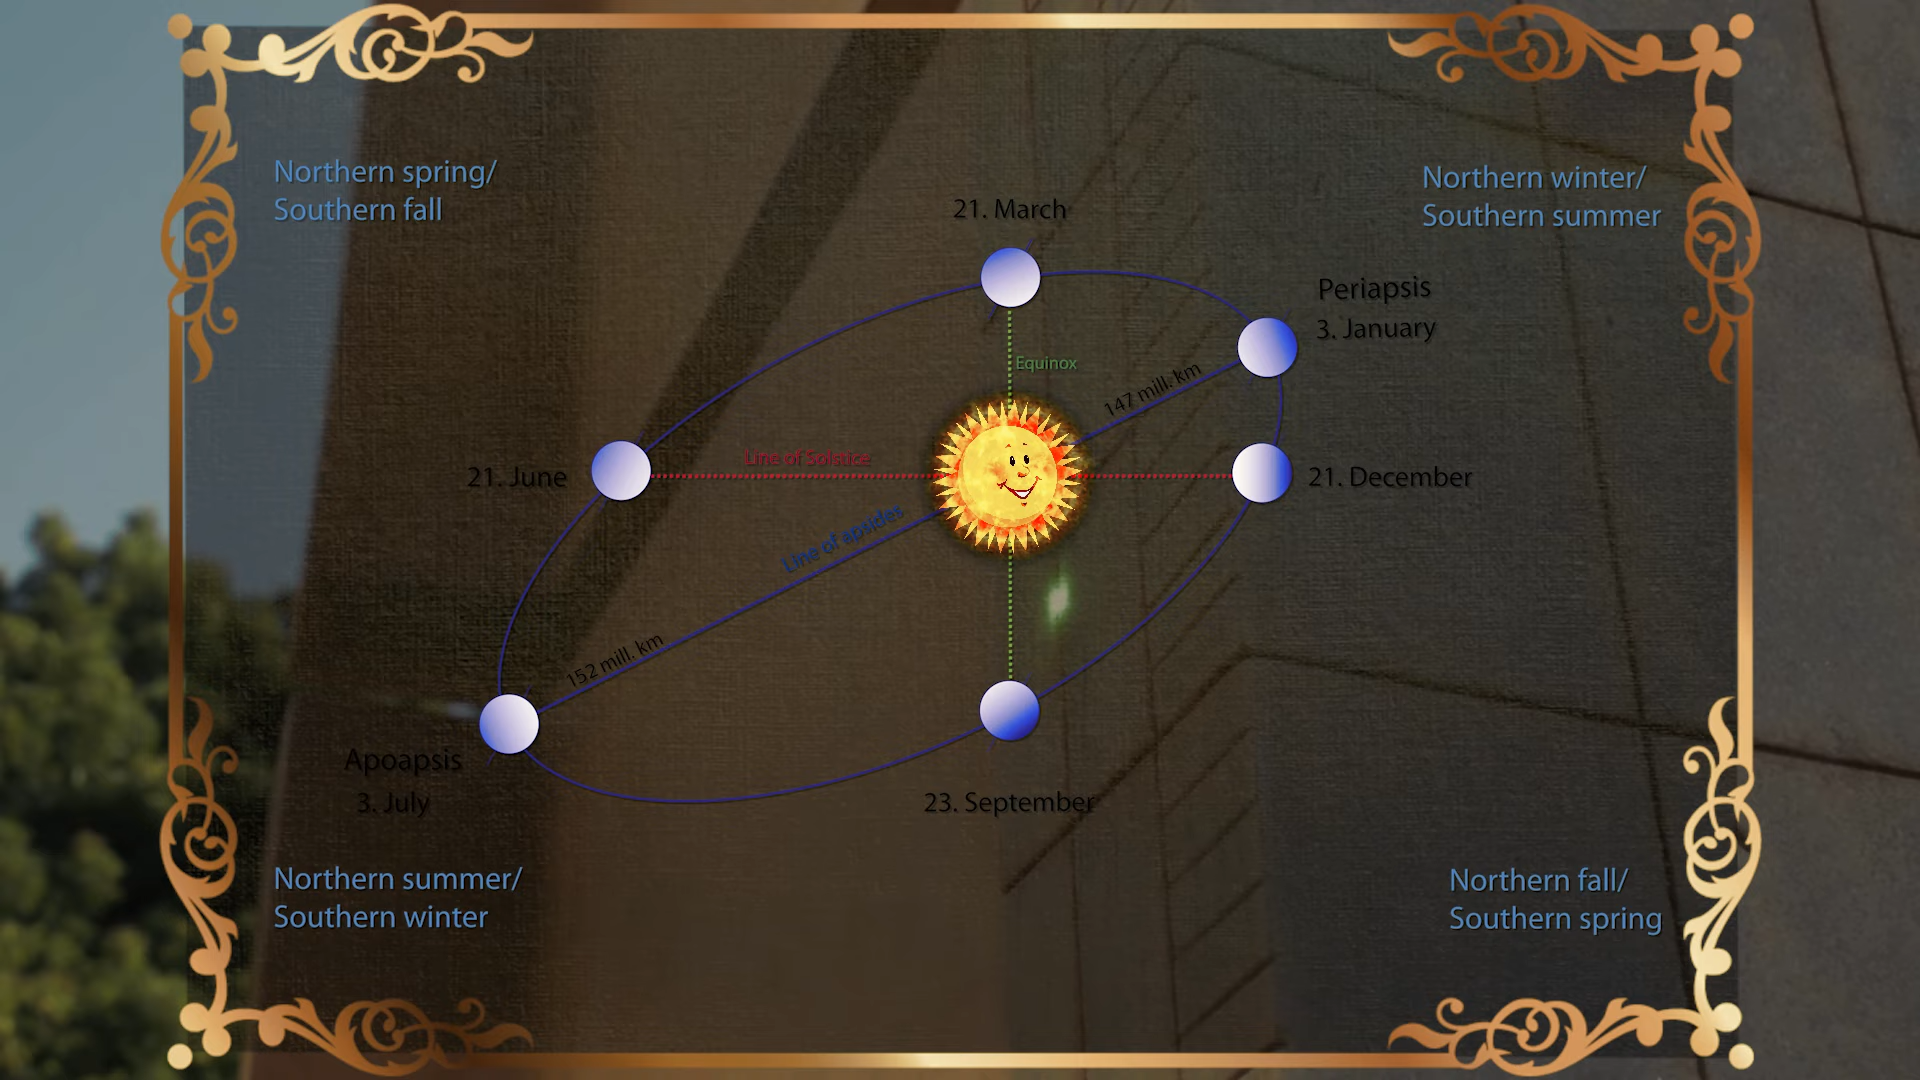 Northern spring/
Southern fall
Northern winter/
Southern summer
21. March
Periapsis
3. January
Equinox
147 mill. km
21. June
Line of Solstice
21. December
Line of apsides
152 mill. km
Apoapsis
3. July
23. September
Northern summer/
Southern winter
Northern fall/
Southern spring